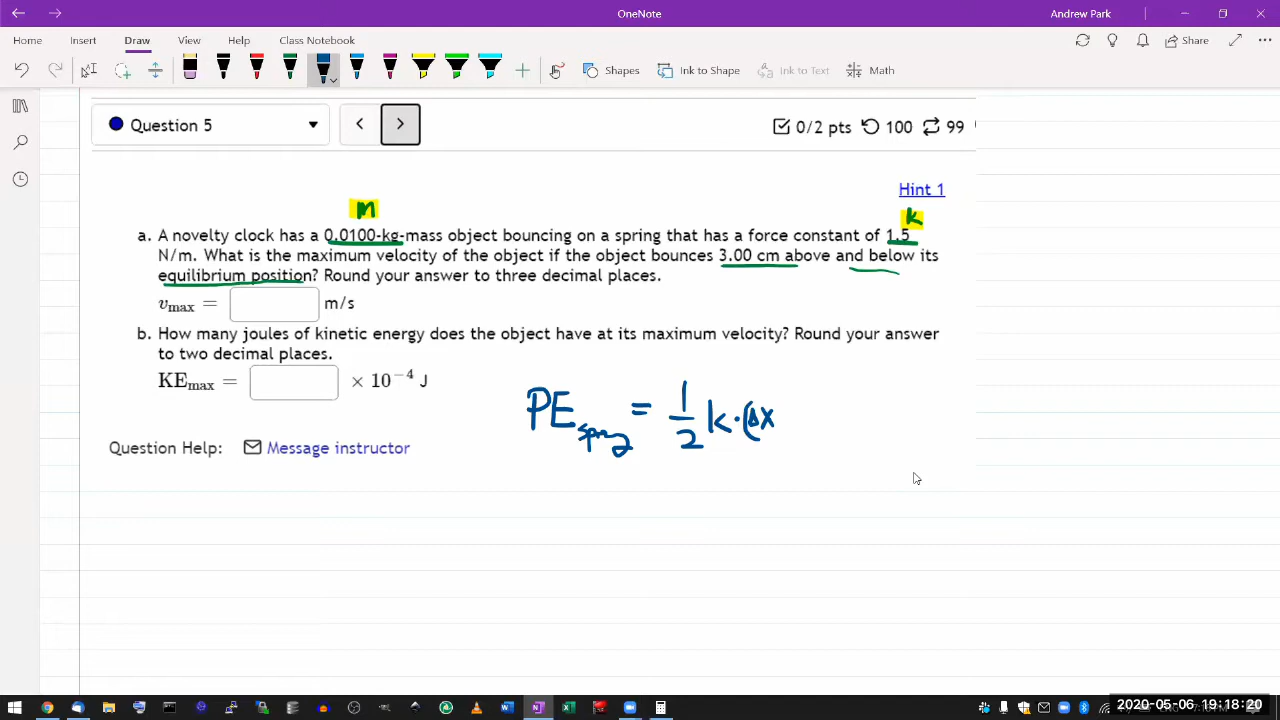 OneNote
Andrew Park
Home Insert Draw View Help Class Notebook
Share
Shapes Ink to Shape Ink to Text Math
Question 5
0/2 pts 100 99
Hint 1
m
k
a. A novelty clock has a 0.0100-kg-mass object bouncing on a spring that has a force constant of 1.5
N/m. What is the maximum velocity of the object if the object bounces 3.00 cm above and below its
equilibrium position? Round your answer to three decimal places.
vmax = m/s
b. How many joules of kinetic energy does the object have at its maximum velocity? Round your answer
to two decimal places.
KEmax = × 10⁻⁴ J
PEspring = 1/2 k·(Δx
Question Help: Message instructor
2020-05-06 19:18:20